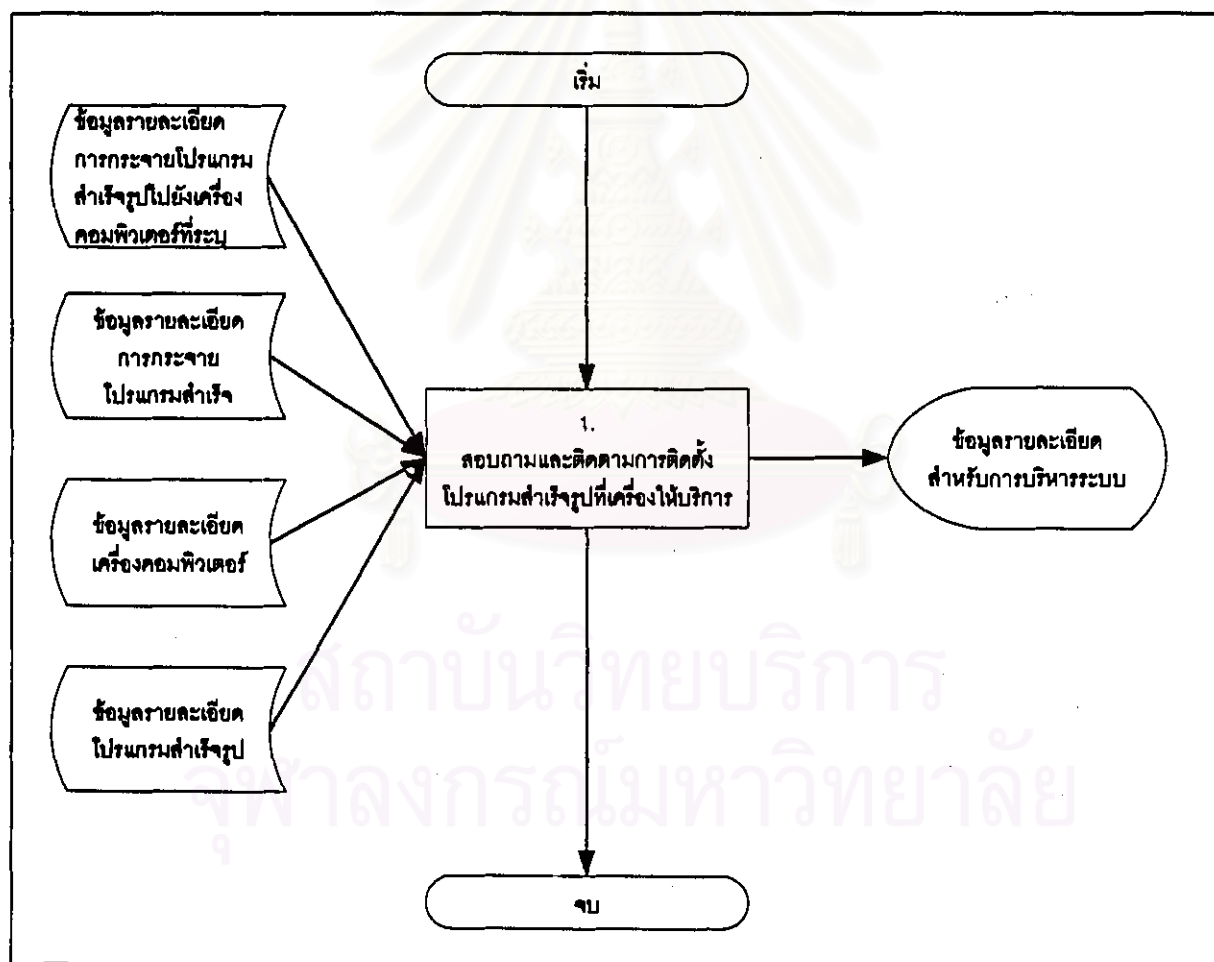 เริ่ม
ข้อมูลรายละเอียด
การกระจายโปรแกรม
สำเร็จรูปไปยังเครื่อง
คอมพิวเตอร์ที่ระบุ
ข้อมูลรายละเอียด
การกระจาย
โปรแกรมสำเร็จ
1.
สอบถามและติดตามการติดตั้ง
โปรแกรมสำเร็จรูปที่เครื่องให้บริการ
ข้อมูลรายละเอียด
สำหรับการบริหารระบบ
ข้อมูลรายละเอียด
เครื่องคอมพิวเตอร์
ข้อมูลรายละเอียด
โปรแกรมสำเร็จรูป
จบ
สถาบันวิทยบริการ
จุฬาลงกรณ์มหาวิทยาลัย